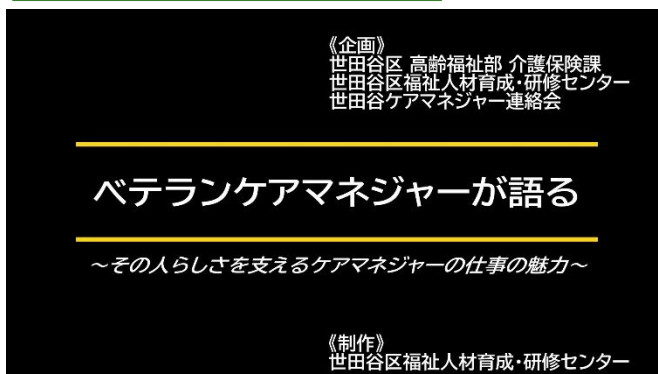 《企画》
世田谷区 高齢福祉部 介護保険課
世田谷区福祉人材育成・研修センター
世田谷ケアマネジャー連絡会
ベテランケアマネジャーが語る
～その人らしさを支えるケアマネジャーの仕事の魅力～
《制作》
世田谷区福祉人材育成・研修センター